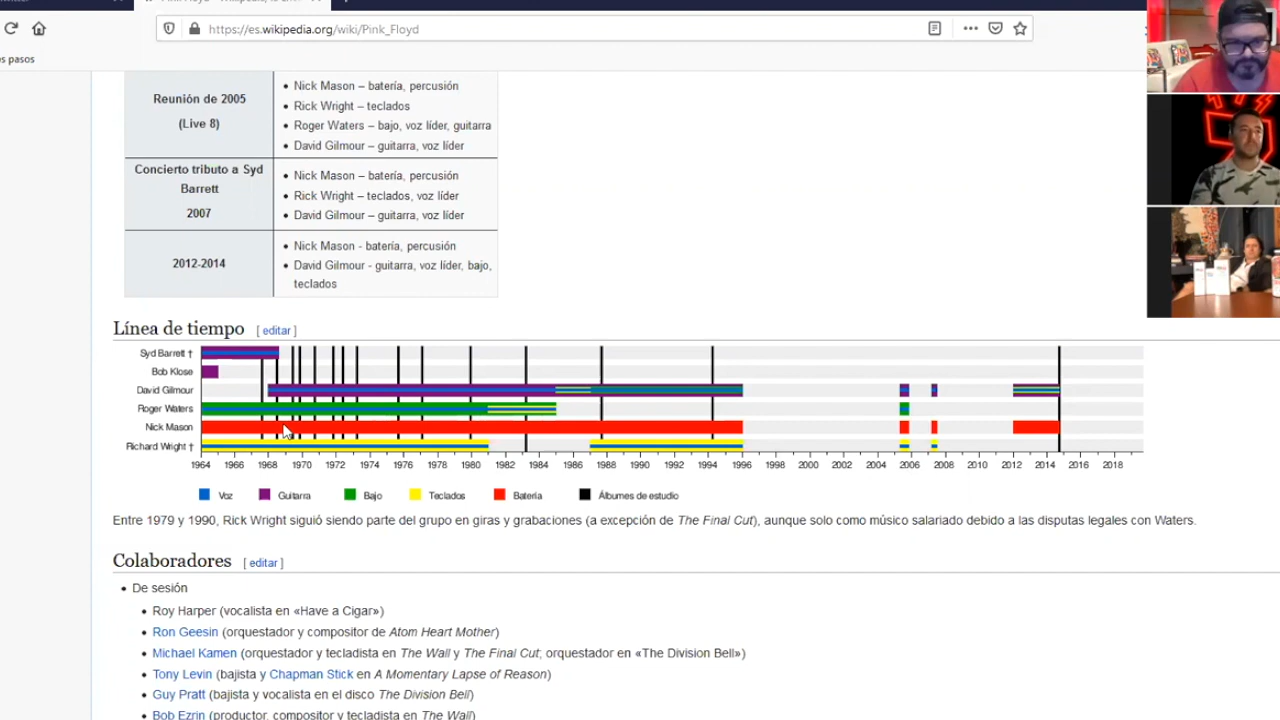 https://es.wikipedia.org/wiki/Pink_Floyd
s pasos
Reunión de 2005
(Live 8)
Nick Mason – batería, percusión
Rick Wright – teclados
Roger Waters – bajo, voz líder, guitarra
David Gilmour – guitarra, voz líder
Concierto tributo a Syd
Barrett
2007
Nick Mason – batería, percusión
Rick Wright – teclados, voz líder
David Gilmour – guitarra, voz líder
2012-2014
Nick Mason - batería, percusión
David Gilmour - guitarra, voz líder, bajo,
teclados
Línea de tiempo [ editar ]
Syd Barrett †
Bob Klose
David Gilmour
Roger Waters
Nick Mason
Richard Wright †
1964 1966 1968 1970 1972 1974 1976 1978 1980 1982 1984 1986 1988 1990 1992 1994 1996 1998 2000 2002 2004 2006 2008 2010 2012 2014 2016 2018
Voz Guitarra Bajo Teclados Batería Álbumes de estudio
Entre 1979 y 1990, Rick Wright siguió siendo parte del grupo en giras y grabaciones (a excepción de The Final Cut), aunque solo como músico salariado debido a las disputas legales con Waters.
Colaboradores [ editar ]
De sesión
Roy Harper (vocalista en «Have a Cigar»)
Ron Geesin (orquestador y compositor de Atom Heart Mother)
Michael Kamen (orquestador y tecladista en The Wall y The Final Cut; orquestador en «The Division Bell»)
Tony Levin (bajista y Chapman Stick en A Momentary Lapse of Reason)
Guy Pratt (bajista y vocalista en el disco The Division Bell)
Bob Ezrin (productor, compositor y tecladista en The Wall)